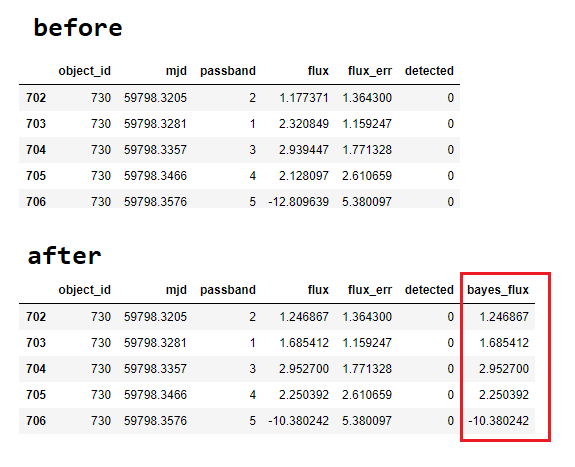 before
object_id mjd passband flux flux_err detected
702 730 59798.3205 2 1.177371 1.364300 0
703 730 59798.3281 1 2.320849 1.159247 0
704 730 59798.3357 3 2.939447 1.771328 0
705 730 59798.3466 4 2.128097 2.610659 0
706 730 59798.3576 5 -12.809639 5.380097 0
after
object_id mjd passband flux flux_err detected bayes_flux
702 730 59798.3205 2 1.246867 1.364300 0 1.246867
703 730 59798.3281 1 1.685412 1.159247 0 1.685412
704 730 59798.3357 3 2.952700 1.771328 0 2.952700
705 730 59798.3466 4 2.250392 2.610659 0 2.250392
706 730 59798.3576 5 -10.380242 5.380097 0 -10.380242